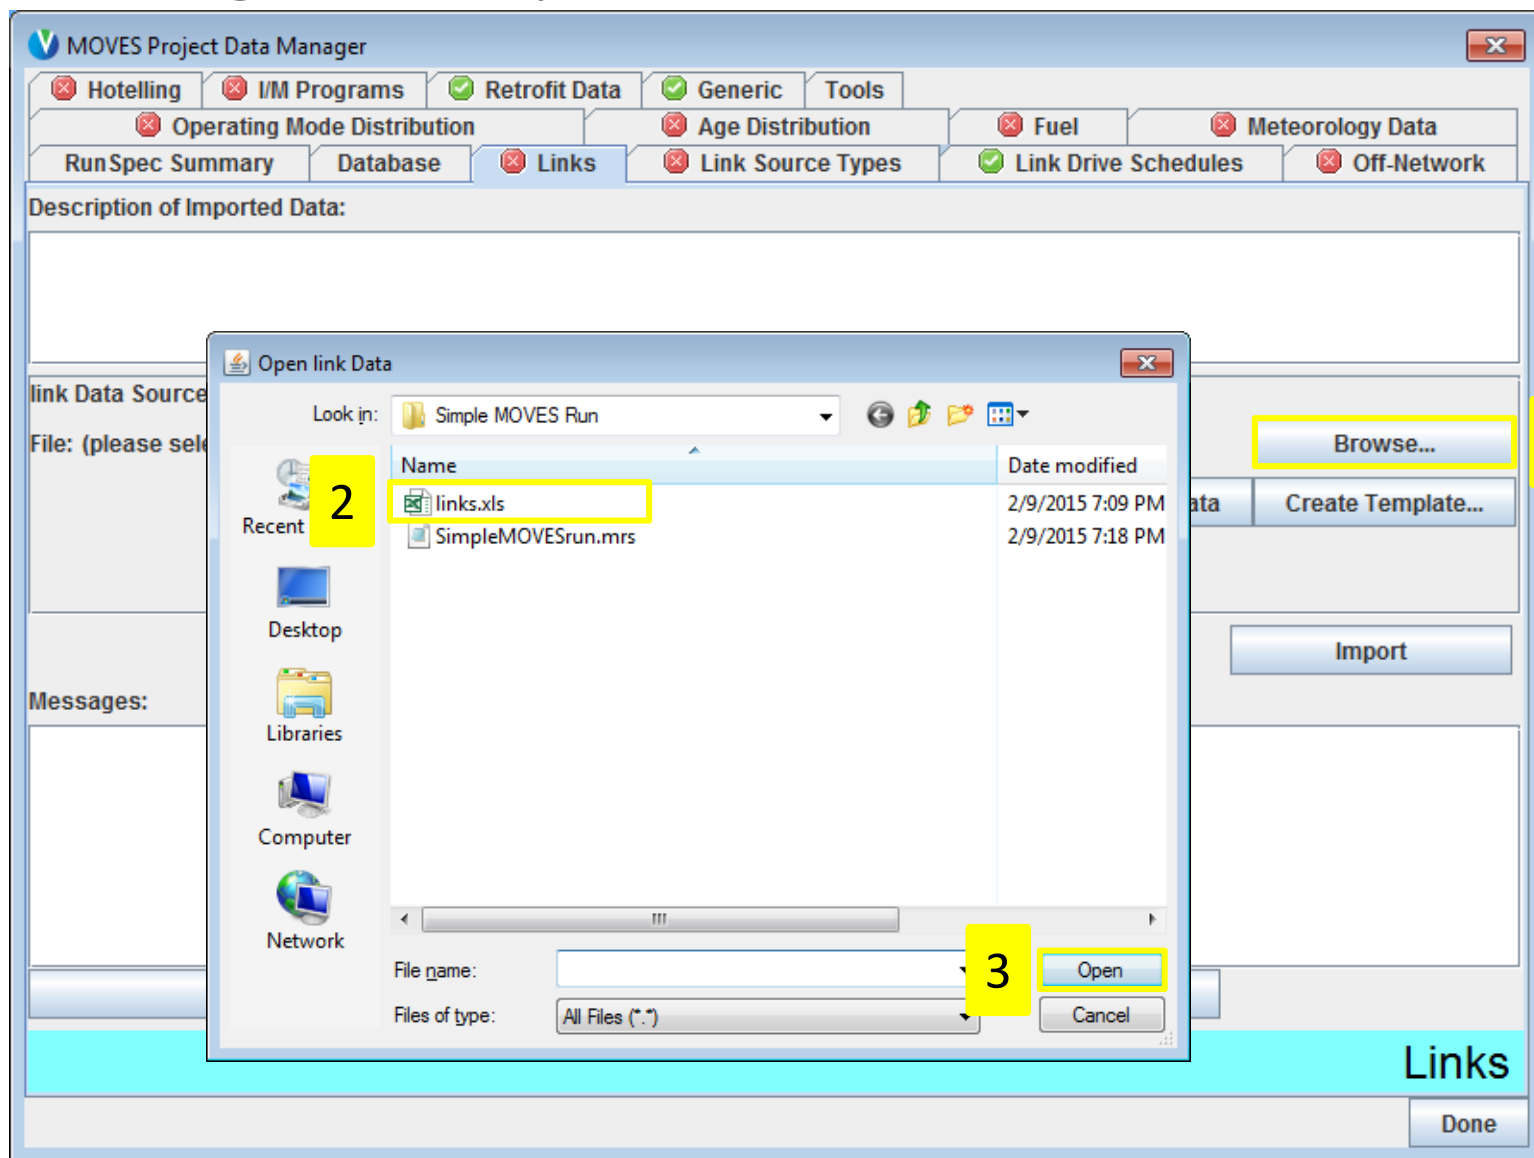 MOVES Project Data Manager
Hotelling I/M Programs Retrofit Data Generic Tools
Operating Mode Distribution Age Distribution Fuel Meteorology Data
RunSpec Summary Database Links Link Source Types Link Drive Schedules Off-Network
Description of Imported Data:
Open link Data
link Data Source
Look in: Simple MOVES Run
File: (please sele
Browse...
Name Date modified
2
links.xls 2/9/2015 7:09 PM
ata Create Template...
Recent
SimpleMOVESrun.mrs 2/9/2015 7:18 PM
Desktop
Import
Messages:
Libraries
Computer
Network
File name:
3
Open
Files of type: All Files (*.*)
Cancel
Links
Done